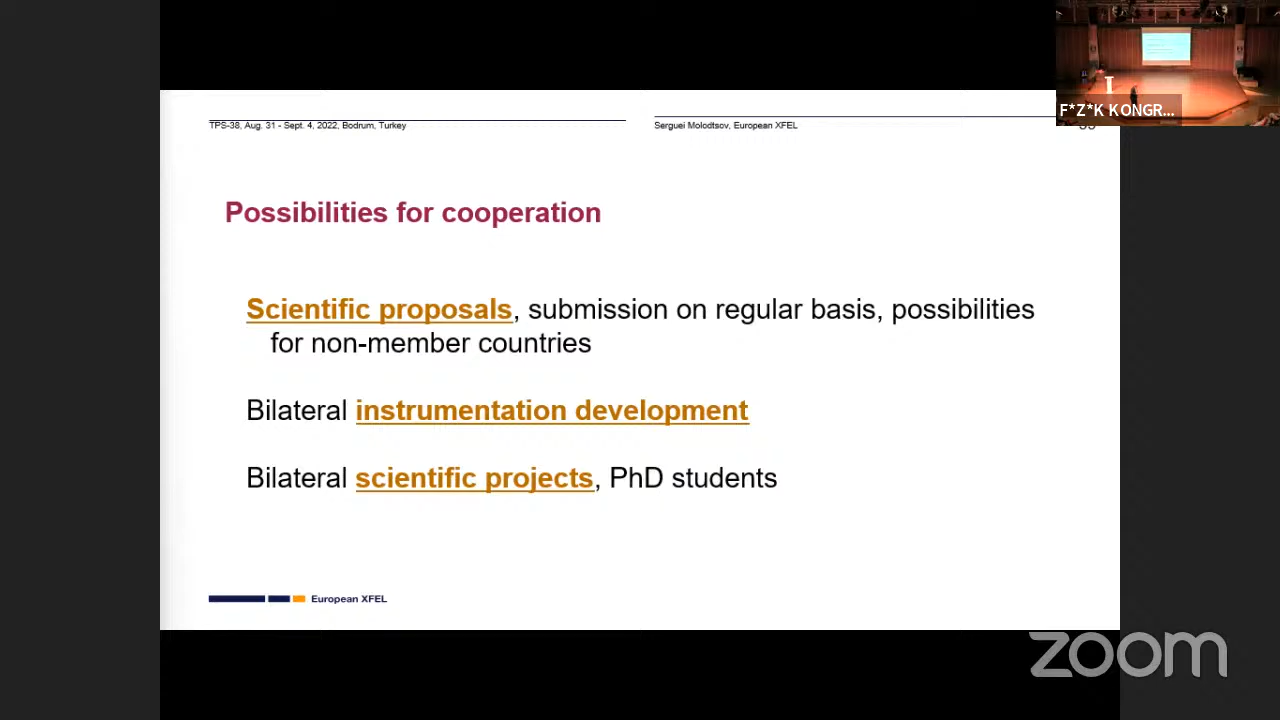 TPS-38, Aug. 31 - Sept. 4, 2022, Bodrum, Turkey
Serguei Molodtsov, European XFEL
F*Z*K KONGR...
Possibilities for cooperation
Scientific proposals, submission on regular basis, possibilities
for non-member countries
Bilateral instrumentation development
Bilateral scientific projects, PhD students
European XFEL
zoom